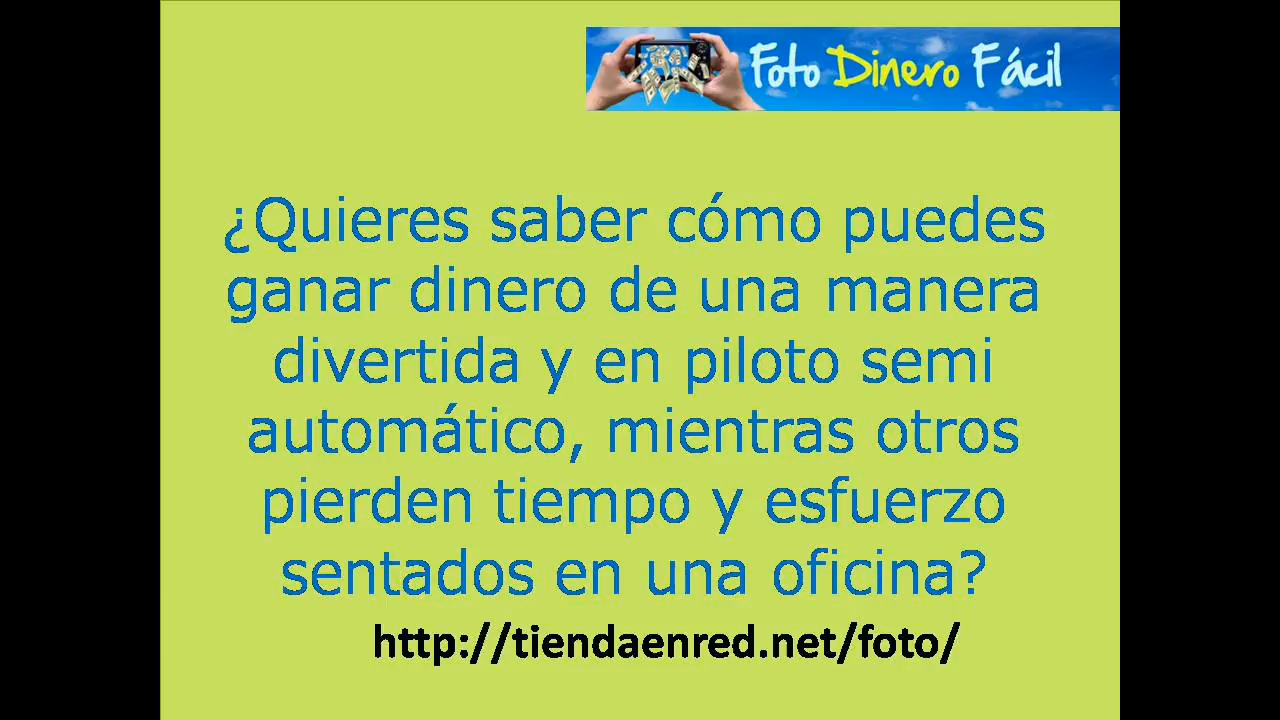 Foto Dinero Fácil
¿Quieres saber cómo puedes
ganar dinero de una manera
divertida y en piloto semi
automático, mientras otros
pierden tiempo y esfuerzo
sentados en una oficina?
http://tiendaenred.net/foto/